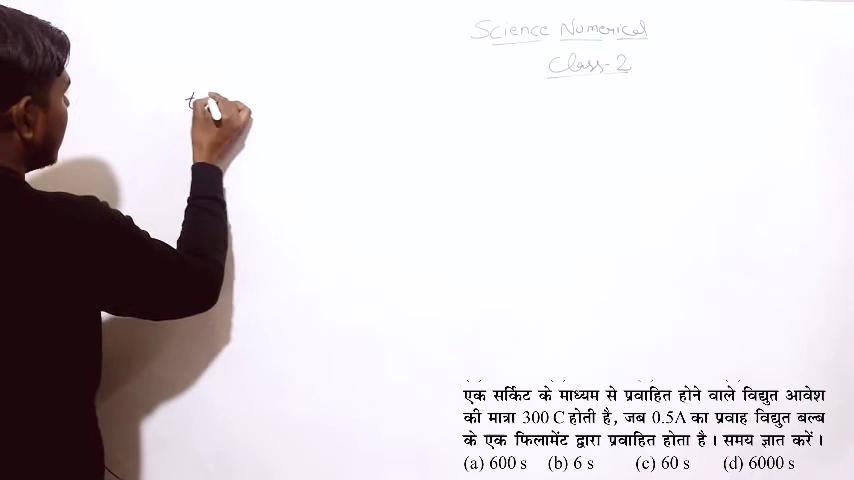 Science Numerical
Class-2
t
एक सर्किट के माध्यम से प्रवाहित होने वाले विद्युत आवेश
की मात्रा 300 C होती है, जब 0.5A का प्रवाह विद्युत बल्ब
के एक फिलामेंट द्वारा प्रवाहित होता है। समय ज्ञात करें।
(a) 600 s (b) 6 s (c) 60 s (d) 6000 s